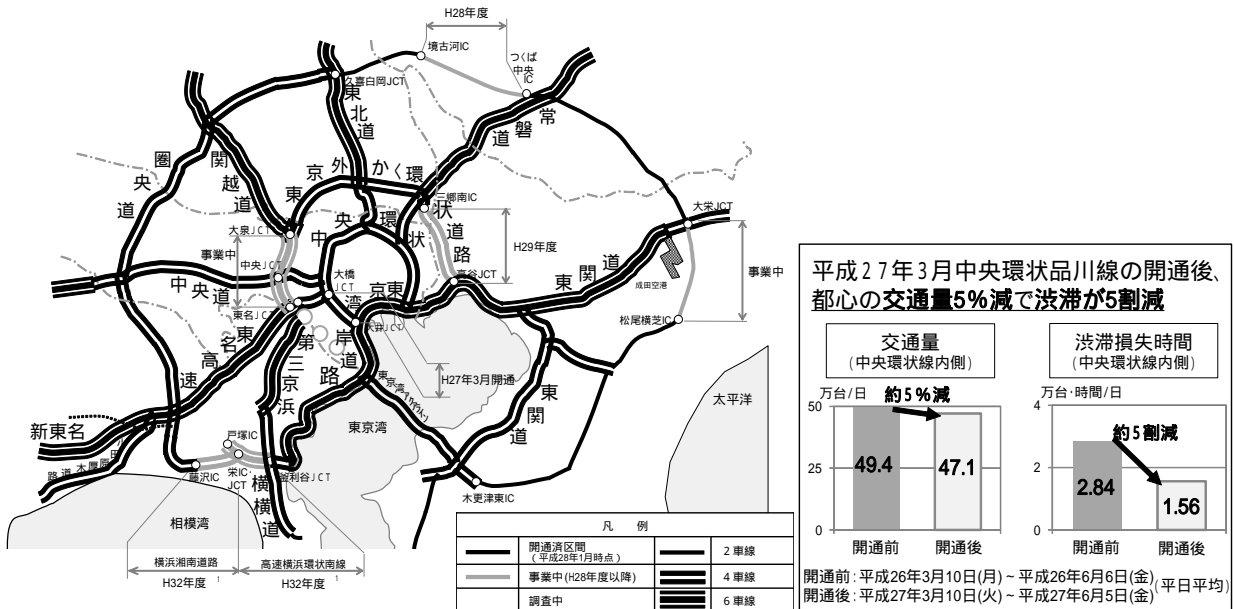 H28年度
境古河IC
つくば
中央
IC
久喜白岡JCT
東北道
常磐道
圏央道
関越道
東京外かく環状道路
三郷南IC
大栄JCT
中央環状
大泉JCT
事業中
中央JCT
大橋
JCT
H29年度
高谷JCT
東関道
成田空港
事業中
中央道
東名JCT
東京湾岸道路
大井JCT
松尾横芝IC
東名高速
第三京浜
H27年3月開通
東京湾アクアライン
東関道
太平洋
新東名
東京湾
戸塚IC
栄IC・
JCT
藤沢IC
釜利谷JCT
横横道
小田原厚木道路
木更津東IC
相模湾
横浜湘南道路
高速横浜環状南線
H32年度 1
H32年度 1
凡 例
開通済区間
(平成28年1月時点)
2車線
事業中(H28年度以降)
4車線
調査中
6車線
平成27年3月中央環状品川線の開通後、
都心の交通量5%減で渋滞が5割減
交通量
(中央環状線内側)
渋滞損失時間
(中央環状線内側)
万台/日
約5%減
50
25
0
49.4
47.1
開通前
開通後
万台・時間/日
約5割減
4
2
0
2.84
1.56
開通前
開通後
開通前:平成26年3月10日(月)~平成26年6月6日(金)
開通後:平成27年3月10日(火)~平成27年6月5日(金)
(平日平均)